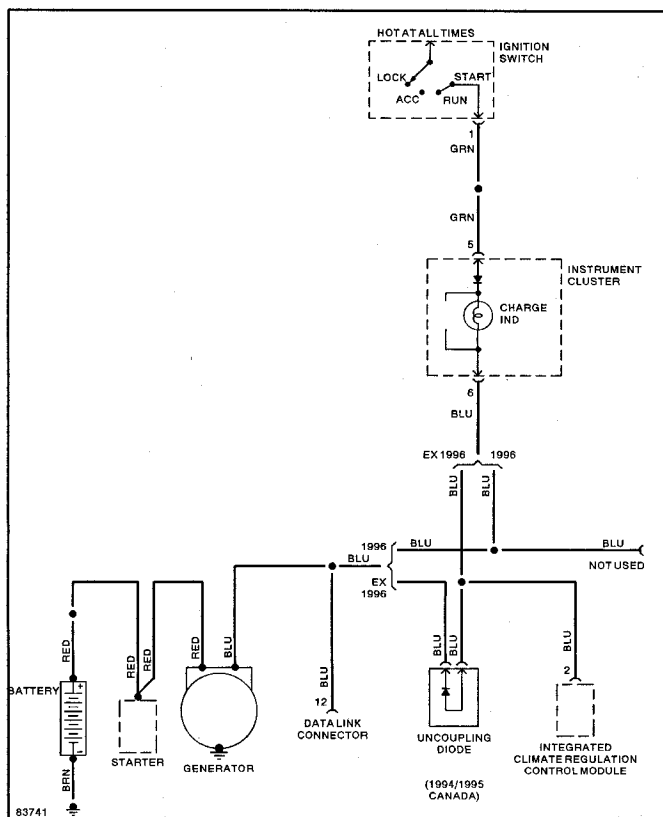 HOT AT ALL TIMES
IGNITION
SWITCH
LOCK
START
ACC
RUN
1
GRN
GRN
5
INSTRUMENT
CLUSTER
CHARGE
IND
6
BLU
EX 1996
1996
BLU
BLU
1996
BLU
BLU
BLU
NOT USED
EX
1996
RED
RED
RED
BLU
BLU
BLU
BLU
BLU
BATTERY
+
-
12
2
STARTER
GENERATOR
DATA LINK
CONNECTOR
UNCOUPLING
DIODE
INTEGRATED
CLIMATE REGULATION
CONTROL MODULE
BRN
(1994/1995
CANADA)
83741